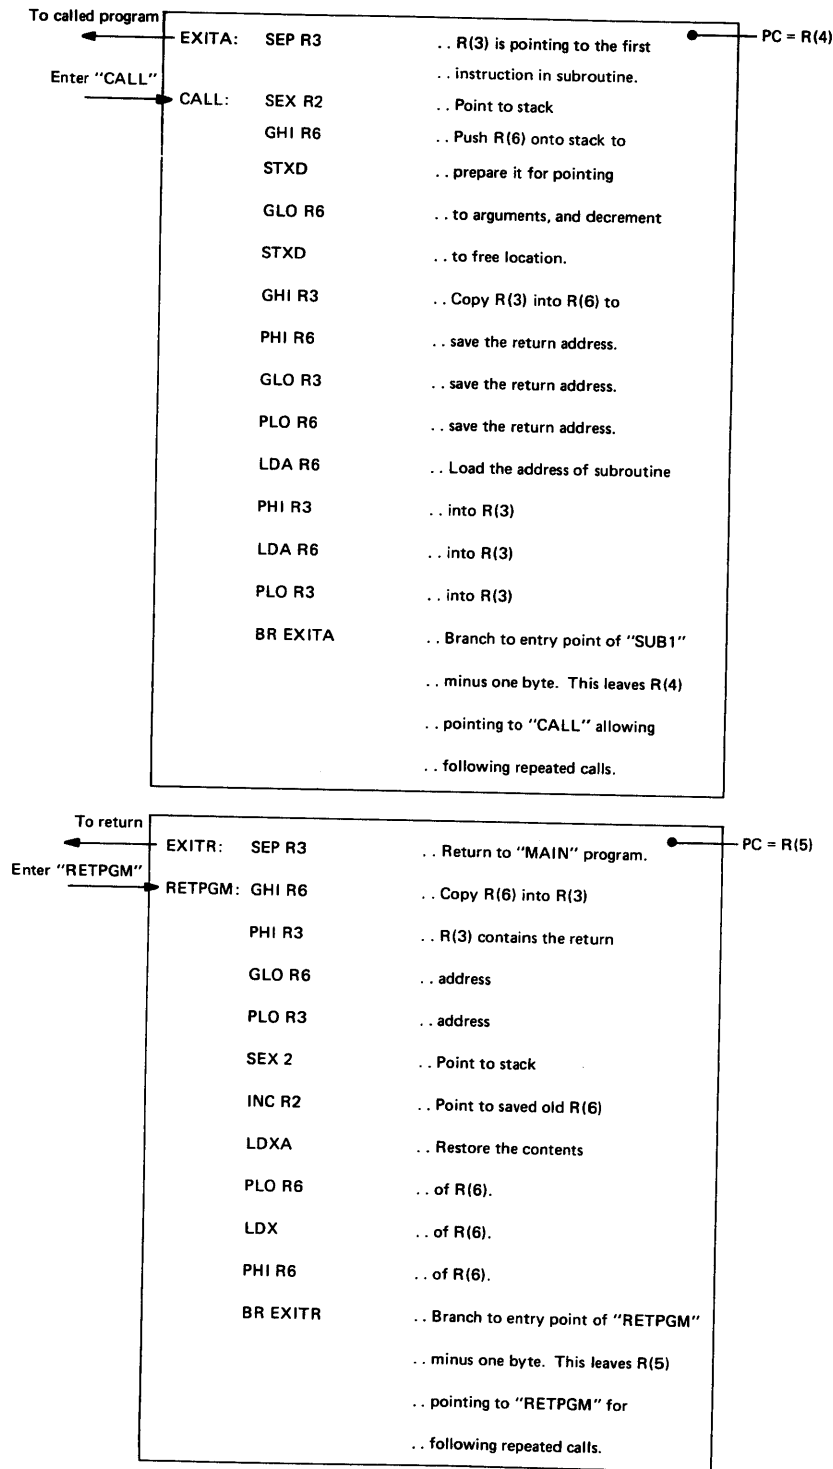 To called program
EXITA: SEP R3 . . R(3) is pointing to the first PC = R(4)
. . instruction in subroutine.
Enter "CALL"
CALL: SEX R2 . . Point to stack
GHI R6 . . Push R(6) onto stack to
STXD . . prepare it for pointing
GLO R6 . . to arguments, and decrement
STXD . . to free location.
GHI R3 . . Copy R(3) into R(6) to
PHI R6 . . save the return address.
GLO R3 . . save the return address.
PLO R6 . . save the return address.
LDA R6 . . Load the address of subroutine
PHI R3 . . into R(3)
LDA R6 . . into R(3)
PLO R3 . . into R(3)
BR EXITA . . Branch to entry point of "SUB1"
. . minus one byte. This leaves R(4)
. . pointing to "CALL" allowing
. . following repeated calls.
To return
EXITR: SEP R3 . . Return to "MAIN" program. PC = R(5)
Enter "RETPGM"
RETPGM: GHI R6 . . Copy R(6) into R(3)
PHI R3 . . R(3) contains the return
GLO R6 . . address
PLO R3 . . address
SEX 2 . . Point to stack
INC R2 . . Point to saved old R(6)
LDXA . . Restore the contents
PLO R6 . . of R(6).
LDX . . of R(6).
PHI R6 . . of R(6).
BR EXITR . . Branch to entry point of "RETPGM"
. . minus one byte. This leaves R(5)
. . pointing to "RETPGM" for
. . following repeated calls.